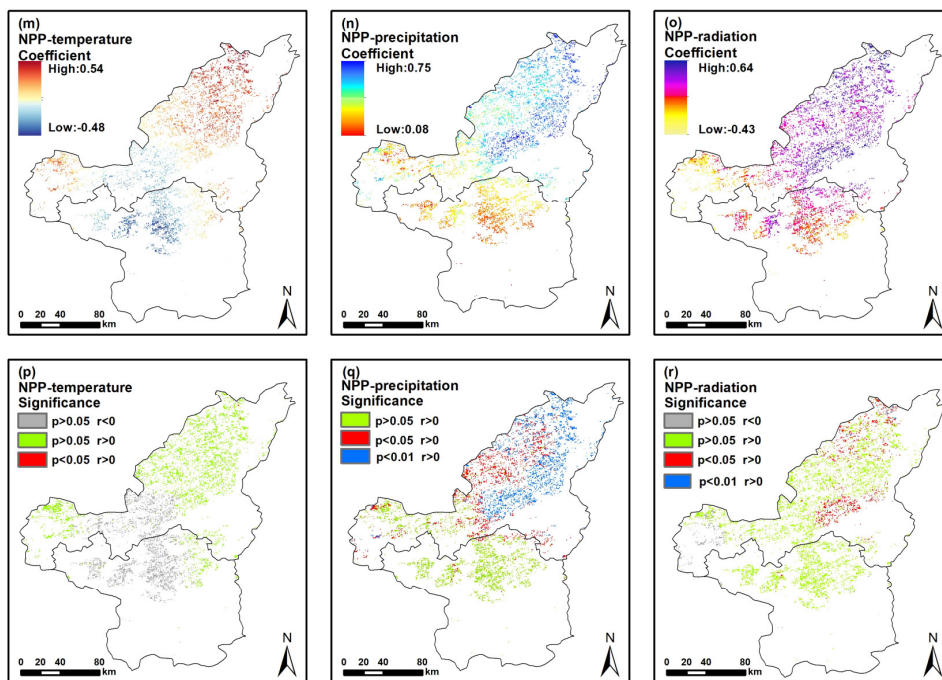 (m)
NPP-temperature
Coefficient
High:0.54
Low:-0.48
N
0 20 40 80
km
(n)
NPP-precipitation
Coefficient
High:0.75
Low:0.08
N
0 20 40 80
km
(o)
NPP-radiation
Coefficient
High:0.64
Low:-0.43
N
0 20 40 80
km
(p)
NPP-temperature
Significance
p>0.05 r<0
p>0.05 r>0
p<0.05 r>0
N
0 20 40 80
km
(q)
NPP-precipitation
Significance
p>0.05 r>0
p<0.05 r>0
p<0.01 r>0
N
0 20 40 80
km
(r)
NPP-radiation
Significance
p>0.05 r<0
p>0.05 r>0
p<0.05 r>0
p<0.01 r>0
N
0 20 40 80
km